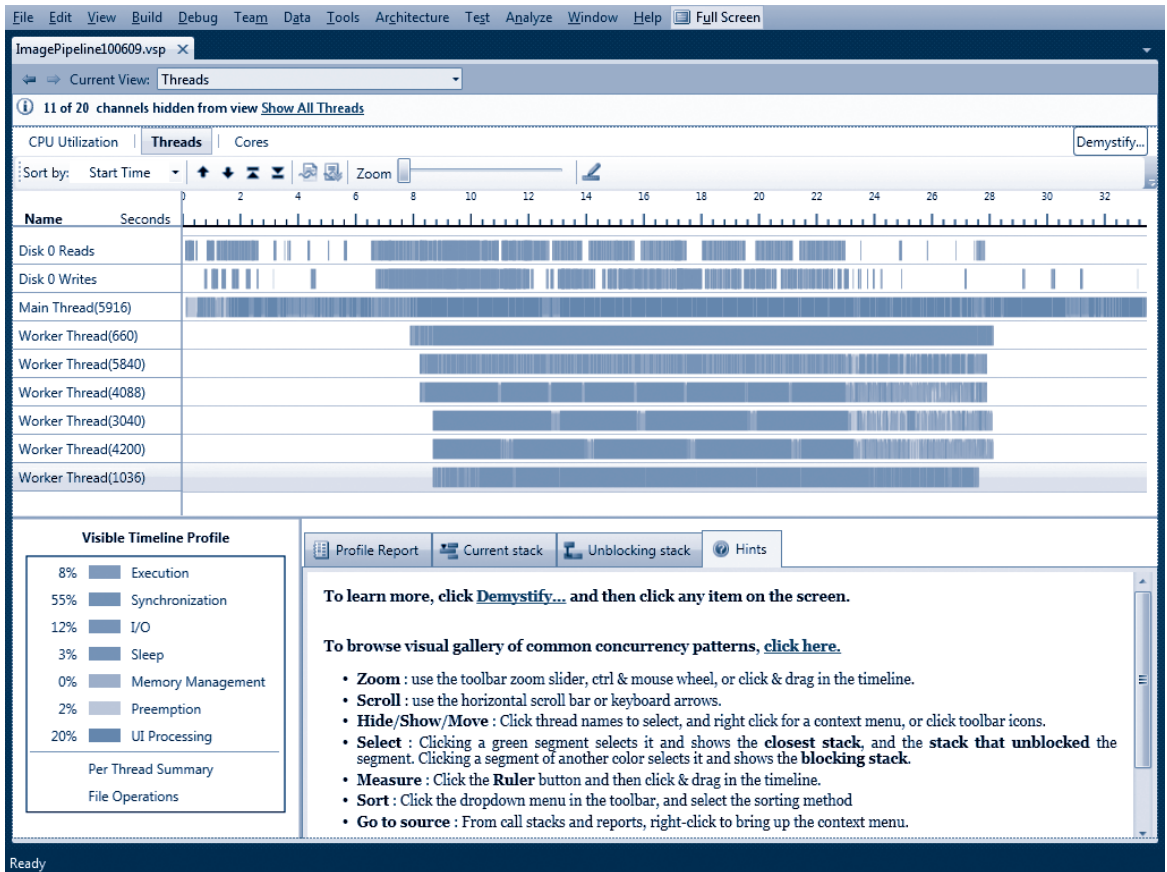 File Edit View Build Debug Team Data Tools Architecture Test Analyze Window Help Full Screen
ImagePipeline100609.vsp
Current View: Threads
11 of 20 channels hidden from view Show All Threads
CPU Utilization Threads Cores Demystify...
Sort by: Start Time Zoom
0 2 4 6 8 10 12 14 16 18 20 22 24 26 28 30 32
Name Seconds
Disk 0 Reads
Disk 0 Writes
Main Thread(5916)
Worker Thread(660)
Worker Thread(5840)
Worker Thread(4088)
Worker Thread(3040)
Worker Thread(4200)
Worker Thread(1036)
Visible Timeline Profile
8% Execution
55% Synchronization
12% I/O
3% Sleep
0% Memory Management
2% Preemption
20% UI Processing
Per Thread Summary
File Operations
Profile Report Current stack Unblocking stack Hints
To learn more, click Demystify... and then click any item on the screen.
To browse visual gallery of common concurrency patterns, click here.
• Zoom : use the toolbar zoom slider, ctrl & mouse wheel, or click & drag in the timeline.
• Scroll : use the horizontal scroll bar or keyboard arrows.
• Hide/Show/Move : Click thread names to select, and right click for a context menu, or click toolbar icons.
• Select : Clicking a green segment selects it and shows the closest stack, and the stack that unblocked the
segment. Clicking a segment of another color selects it and shows the blocking stack.
• Measure : Click the Ruler button and then click & drag in the timeline.
• Sort : Click the dropdown menu in the toolbar, and select the sorting method
• Go to source : From call stacks and reports, right-click to bring up the context menu.
Ready